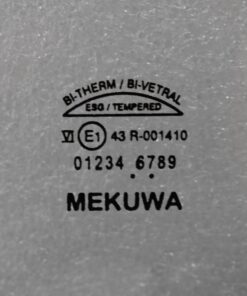 BI-THERM / BI-VETRAL
ESG / TEMPERED
VI E1 43 R-001410
01234 6789
MEKUWA